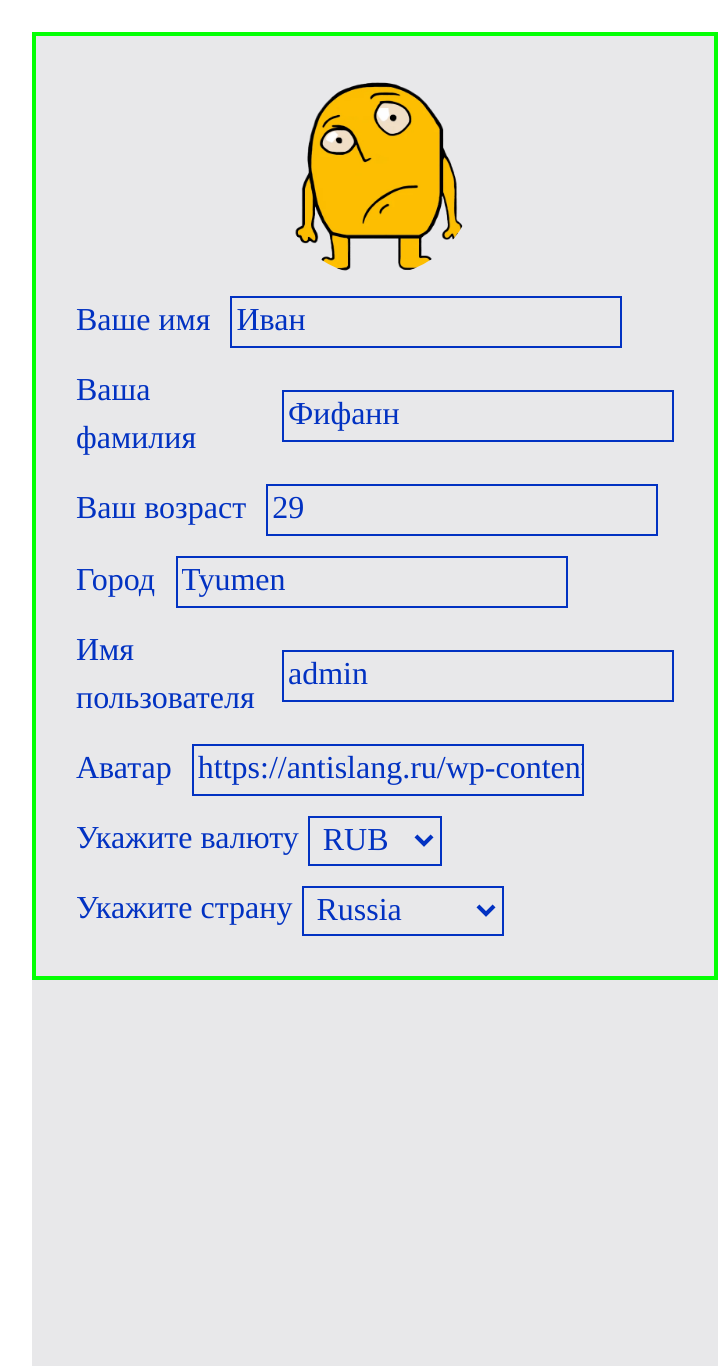 Ваше имя Иван
Ваша
фамилия Фифанн
Ваш возраст 29
Город Tyumen
Имя
пользователя admin
Аватар https://antislang.ru/wp-conten
Укажите валюту RUB
Укажите страну Russia